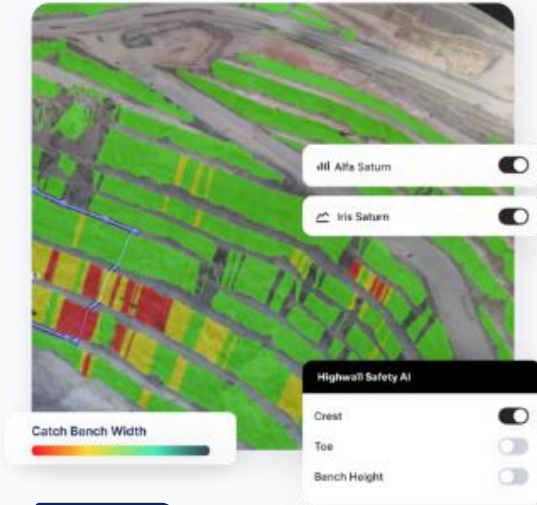 Alfa Saturn
Iris Saturn
Highwall Safety AI
Crest
Toe
Bench Height
Catch Bench Width